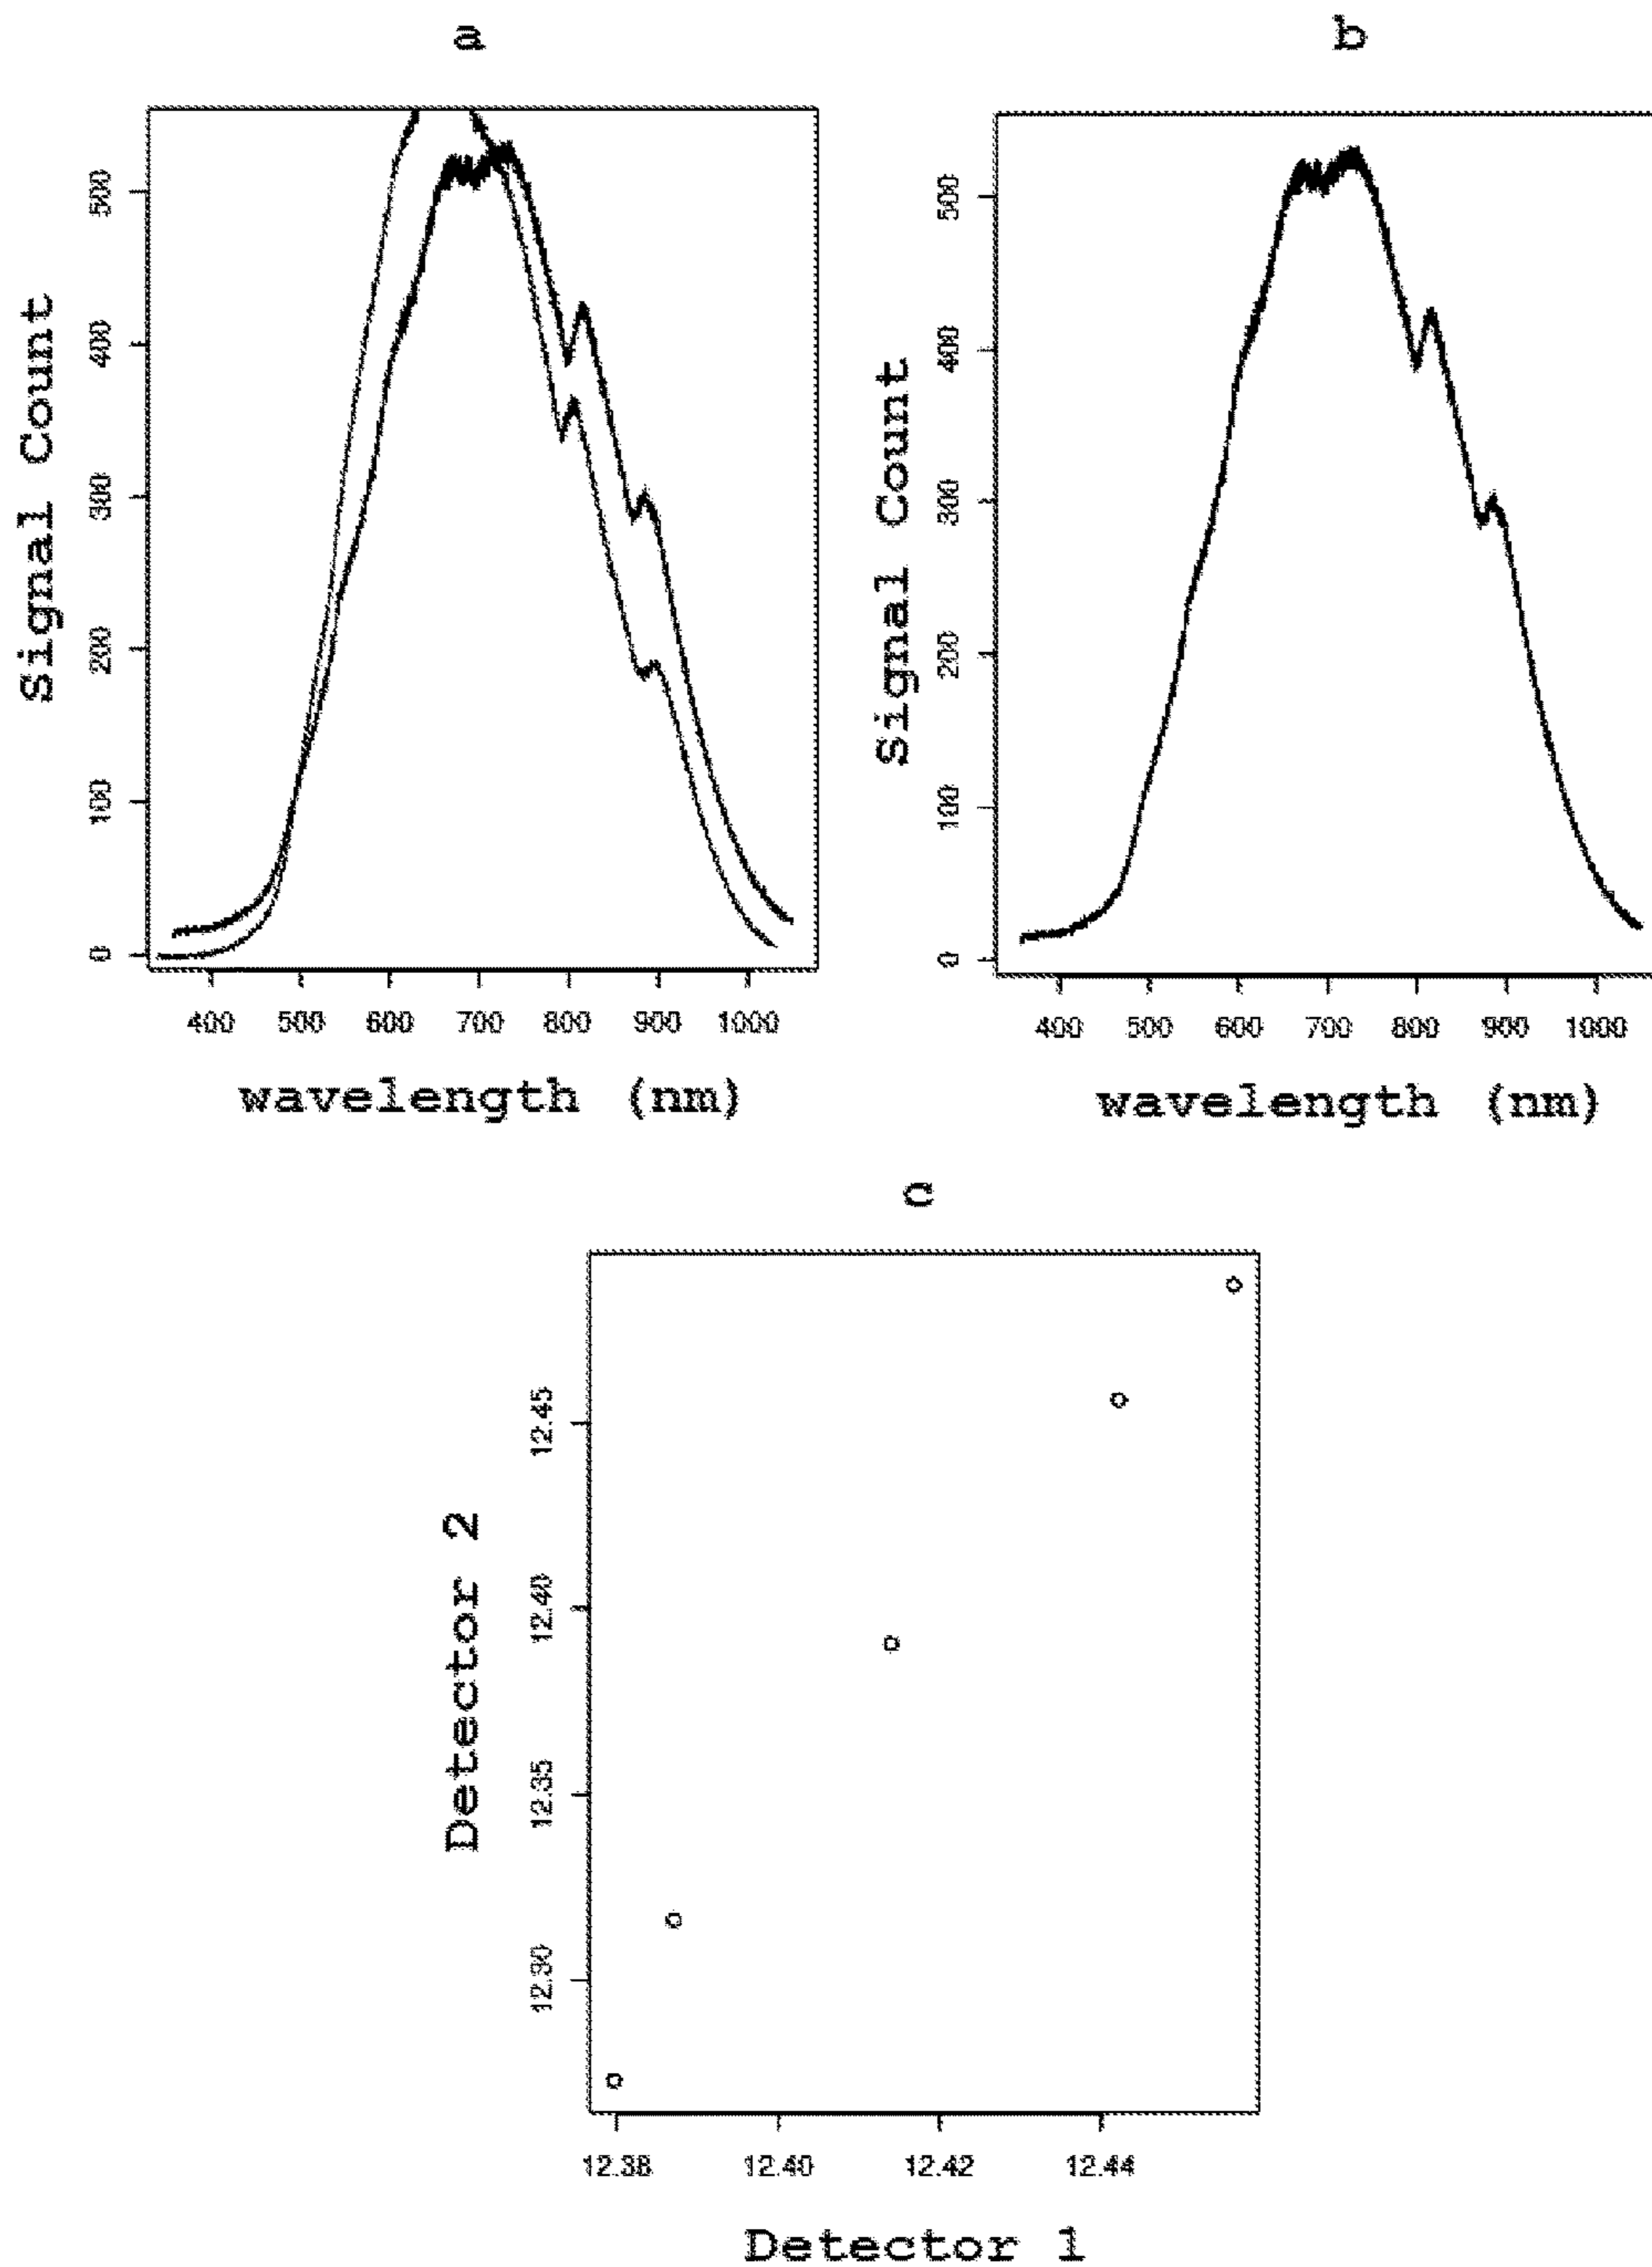 a
Signal Count
500
400
300
200
100
0
400 500 600 700 800 900 1000
wavelength (nm)
b
Signal Count
500
400
300
200
100
0
400 500 600 700 800 900 1000
wavelength (nm)
c
Detector 2
12.45
12.40
12.35
12.30
12.38 12.40 12.42 12.44
Detector 1